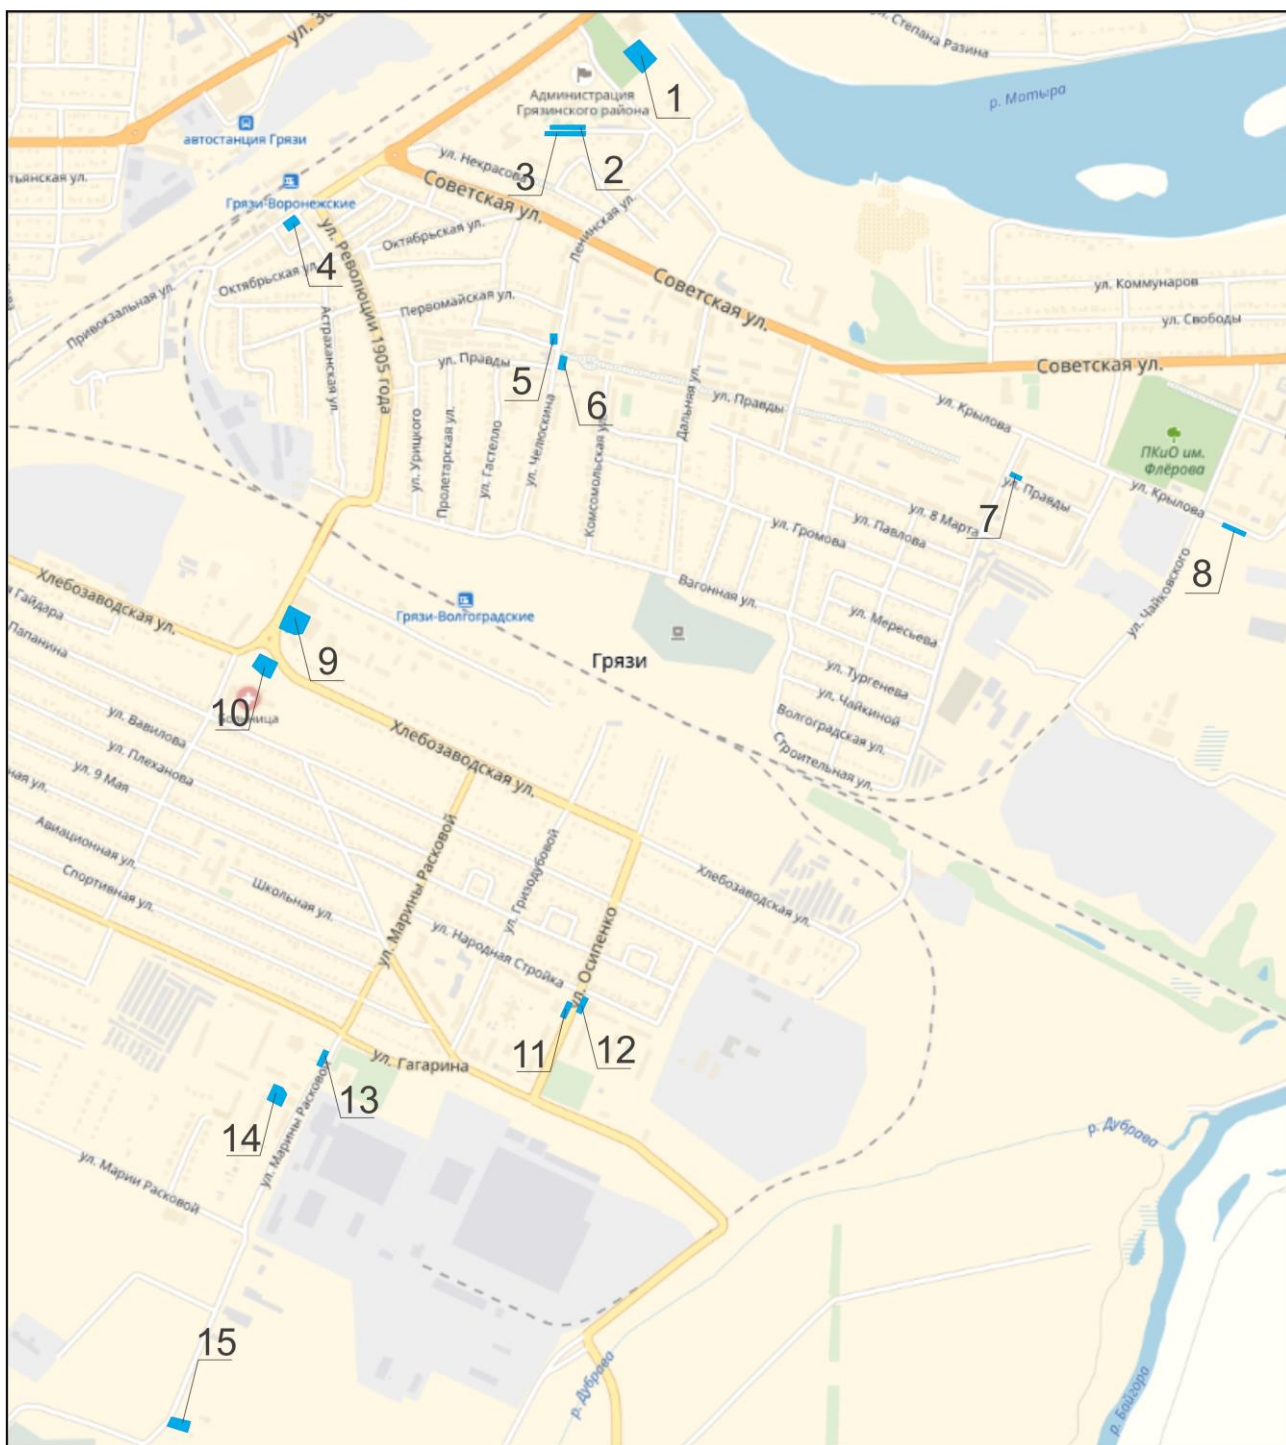 ул. Степана Разина
р. Матыра
1
Администрация
Грязинского района
автостанция Грязи
2
3
ул. Некрасова
Советская ул.
Грязи-Воронежские
4
ул. Революции 1905 года
Октябрьская ул.
Октябрьская ул.
Ленинская ул.
Советская ул.
Привокзальная ул.
Первомайская ул.
Астраханская ул.
ул. Коммунаров
ул. Свободы
Советская ул.
5
6
ул. Правды
ул. Правды
Дальняя ул.
ул. Крылова
ул. Урицкого
Пролетарская ул.
ул. Гастелло
ул. Челюскина
Комсомольская ул.
ПКиО им.
Флёрова
ул. Правды
ул. Крылова
7
8
ул. 8 Марта
ул. Павлова
ул. Громова
Вагонная ул.
ул. Чайковского
Хлебозаводская ул.
Гайдара
Папанина
Грязи-Волгоградские
Грязи
9
10
Больница
ул. Мересьева
ул. Тургенева
ул. Чайкиной
Волгоградская ул.
Строительная ул.
ул. Вавилова
ул. Плеханова
ул. 9 Мая
Хлебозаводская ул.
Авиационная ул.
Спортивная ул.
Школьная ул.
ул. Марины Расковой
ул. Гризодубовой
Хлебозаводская ул.
ул. Народная Стройка
ул. Осипенко
11
12
ул. Гагарина
13
14
ул. Марины Расковой
ул. Марии Расковой
р. Дубрава
15
р. Дубрава
р. Байгора